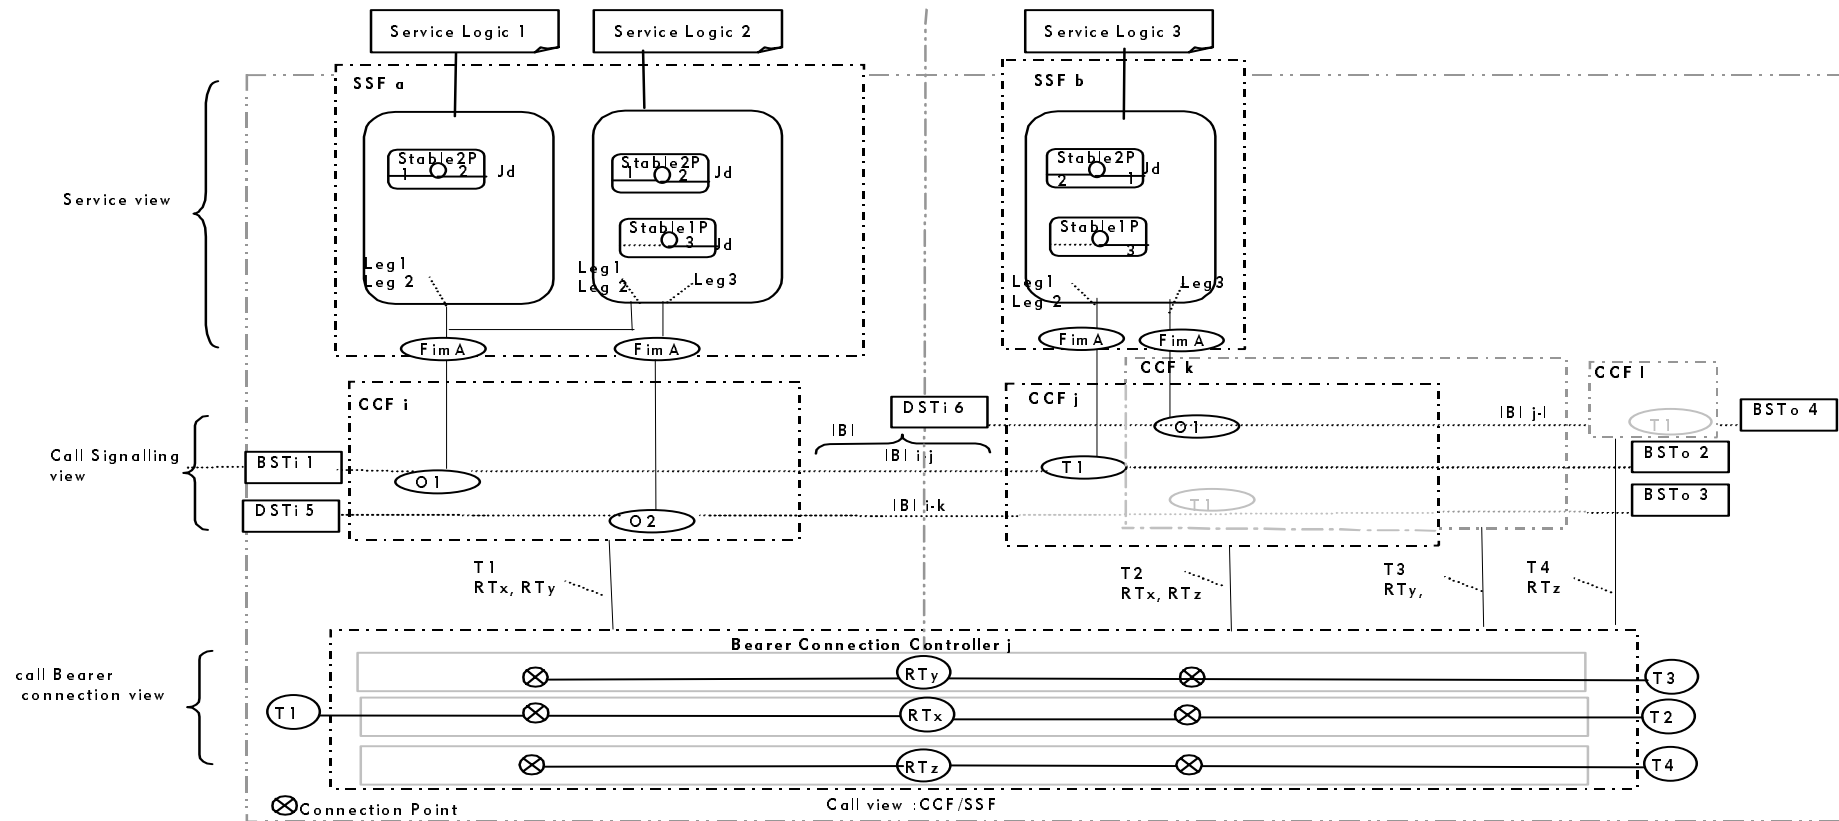 Service Logic 1
Service Logic 2
Service Logic 3
SSF a
SSF b
Stable2P
1 2
Jd
Stable2P
1 2
Jd
Stable2P
2 1
Jd
Stable1P
3
Jd
Stable1P
3
Service view
Leg1
Leg 2
Leg1
Leg 2
Leg3
Leg1
Leg 2
Leg3
Fim A
Fim A
Fim A
Fim A
CCF k
CCF l
CCF i
CCF j
DSTi 6
BSTo 4
IBI j-l
T1
O1
IBI
IBI i-j
Call Signalling
view
BSTi 1
O1
T1
BSTo 2
T1
BSTo 3
DSTi 5
O2
IBI i-k
T1
RTx, RTy
T2
RTx, RTz
T3
RTy,
T4
RTz
Bearer Connection Controller j
call Bearer
connection view
RTy
T3
T1
RTx
T2
RTz
T4
Connection Point
Call view :CCF/SSF